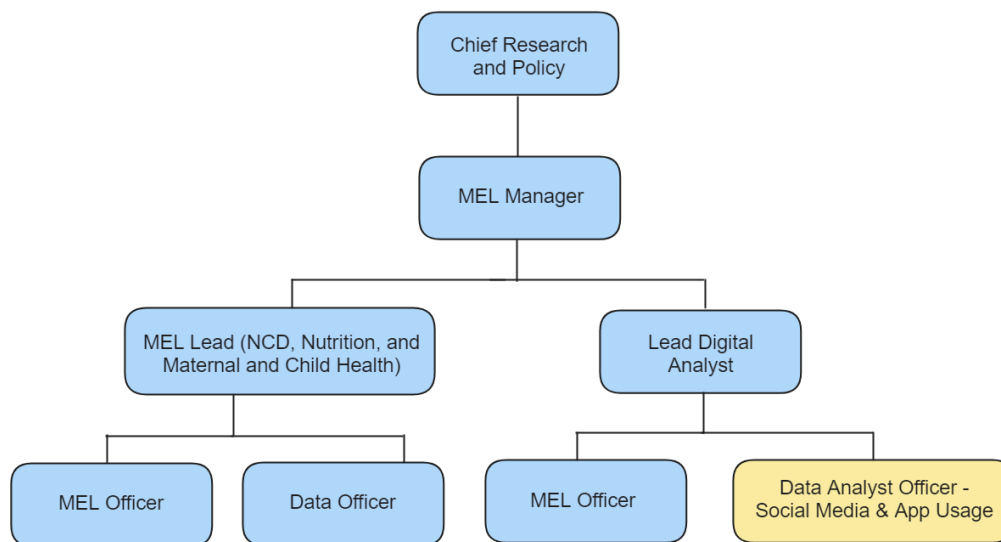 Chief Research
and Policy
MEL Manager
MEL Lead (NCD, Nutrition, and
Maternal and Child Health)
Lead Digital
Analyst
MEL Officer
Data Officer
MEL Officer
Data Analyst Officer -
Social Media & App Usage